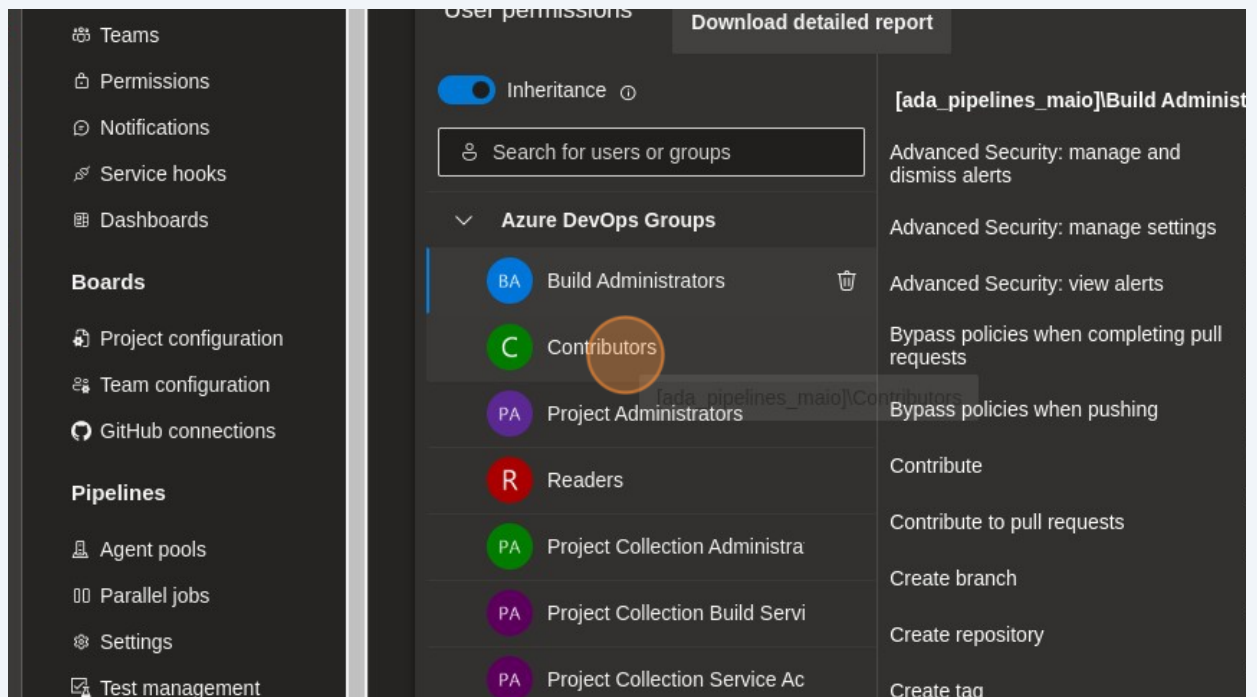 Teams
Permissions
Notifications
Service hooks
Dashboards
Boards
Project configuration
Team configuration
GitHub connections
Pipelines
Agent pools
Parallel jobs
Settings
Test management
User permissions
Download detailed report
Inheritance
Search for users or groups
Azure DevOps Groups
BA Build Administrators
C Contributors
[ada_pipelines_maio]\Contributors
PA Project Administrators
R Readers
PA Project Collection Administra
PA Project Collection Build Servi
PA Project Collection Service Ac
[ada_pipelines_maio]\Build Administ
Advanced Security: manage and
dismiss alerts
Advanced Security: manage settings
Advanced Security: view alerts
Bypass policies when completing pull
requests
Bypass policies when pushing
Contribute
Contribute to pull requests
Create branch
Create repository
Create tag